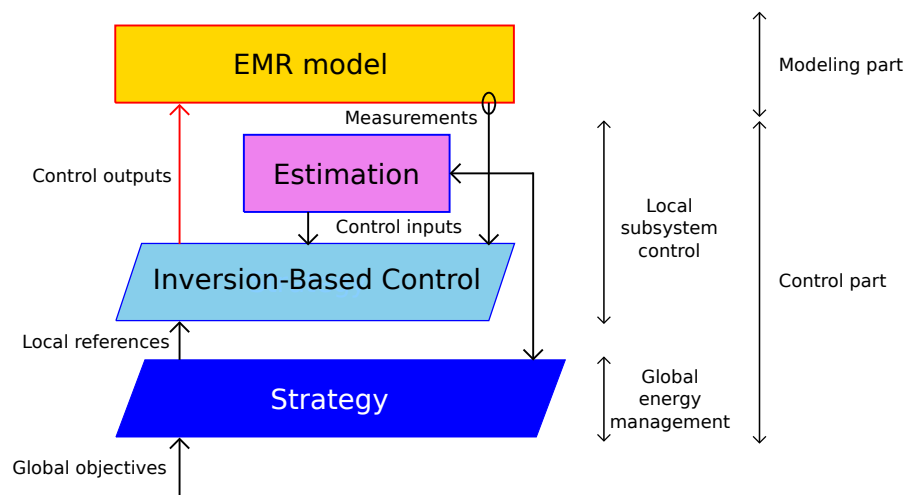 EMR model
Modeling part
Measurements
Estimation
Control outputs
Control inputs
Local
subsystem
control
Inversion-Based Control
Control part
Local references
Strategy
Global
energy
management
Global objectives